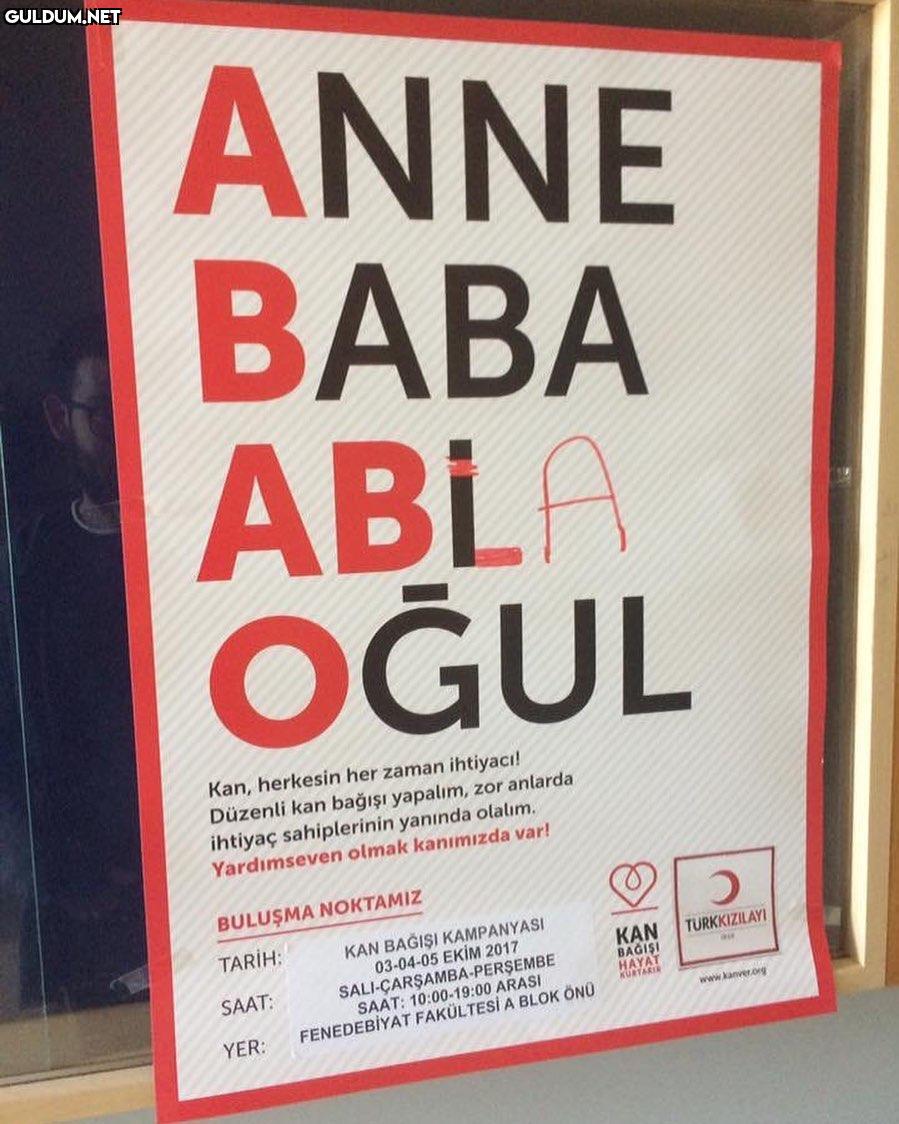 GULDUM.NET
ANNE
BABA
ABLA
OĞUL
Kan, herkesin her zaman ihtiyacı!
Düzenli kan bağışı yapalım, zor anlarda
ihtiyaç sahiplerinin yanında olalım.
Yardımseven olmak kanımızda var!
BULUŞMA NOKTAMIZ
TARİH:
SAAT:
YER:
KAN BAĞIŞI KAMPANYASI
03-04-05 EKİM 2017
SALI-ÇARŞAMBA-PERŞEMBE
SAAT: 10:00-19:00 ARASI
FENEDEBİYAT FAKÜLTESİ A BLOK ÖNÜ
KAN
BAĞIŞI
HAYAT
KURTARIR
TÜRKKIZILAYI
www.kanver.org